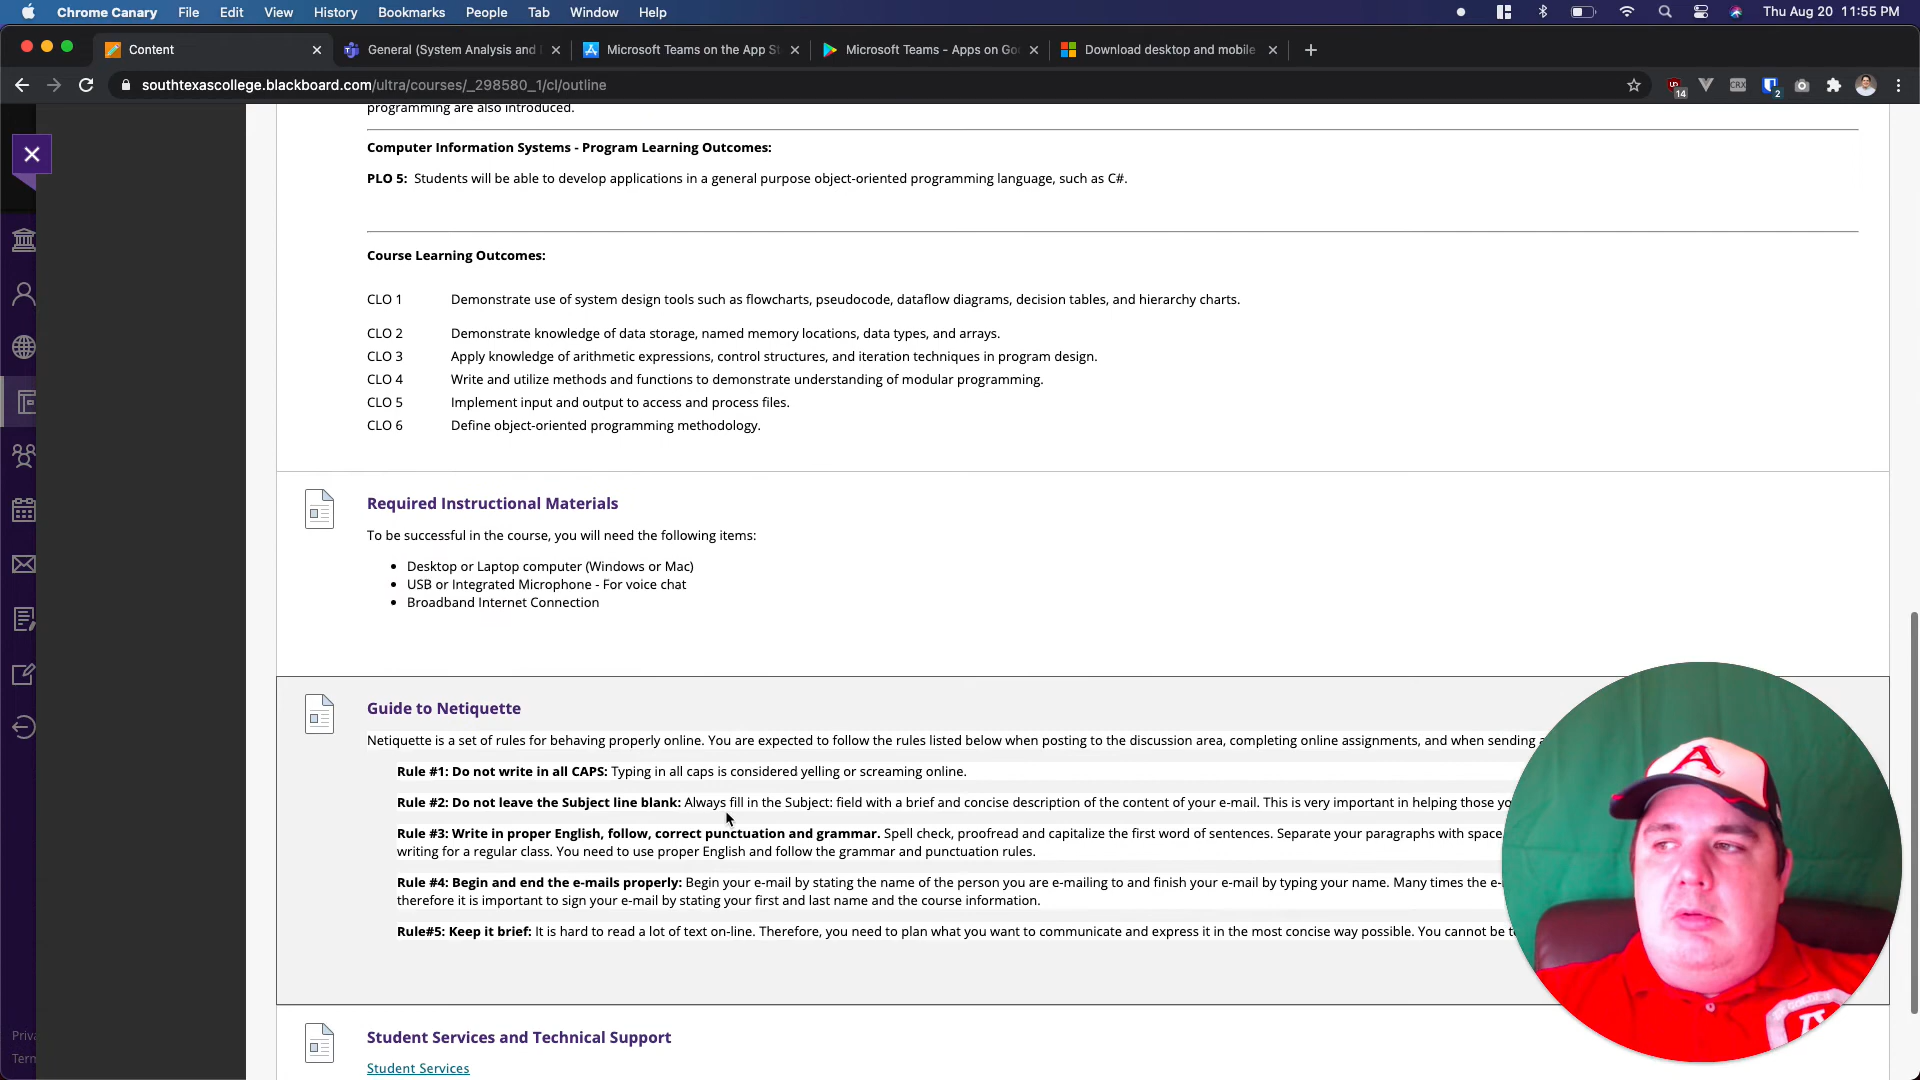 Chrome Canary File Edit View History Bookmarks People Tab Window Help Thu Aug 20 11:55 PM
Content General (System Analysis and Microsoft Teams on the App St Microsoft Teams - Apps on Go Download desktop and mobile
southtexascollege.blackboard.com/ultra/courses/_298580_1/cl/outline 14 CRX 2
programming are also introduced.
Computer Information Systems - Program Learning Outcomes:
PLO 5: Students will be able to develop applications in a general purpose object-oriented programming language, such as C#.
Course Learning Outcomes:
CLO 1 Demonstrate use of system design tools such as flowcharts, pseudocode, dataflow diagrams, decision tables, and hierarchy charts.
CLO 2 Demonstrate knowledge of data storage, named memory locations, data types, and arrays.
CLO 3 Apply knowledge of arithmetic expressions, control structures, and iteration techniques in program design.
CLO 4 Write and utilize methods and functions to demonstrate understanding of modular programming.
CLO 5 Implement input and output to access and process files.
CLO 6 Define object-oriented programming methodology.
Required Instructional Materials
To be successful in the course, you will need the following items:
• Desktop or Laptop computer (Windows or Mac)
• USB or Integrated Microphone - For voice chat
• Broadband Internet Connection
Guide to Netiquette
Netiquette is a set of rules for behaving properly online. You are expected to follow the rules listed below when posting to the discussion area, completing online assignments, and when sending
Rule #1: Do not write in all CAPS: Typing in all caps is considered yelling or screaming online.
Rule #2: Do not leave the Subject line blank: Always fill in the Subject: field with a brief and concise description of the content of your e-mail. This is very important in helping those yo
Rule #3: Write in proper English, follow, correct punctuation and grammar. Spell check, proofread and capitalize the first word of sentences. Separate your paragraphs with space
writing for a regular class. You need to use proper English and follow the grammar and punctuation rules.
Rule #4: Begin and end the e-mails properly: Begin your e-mail by stating the name of the person you are e-mailing to and finish your e-mail by typing your name. Many times the e-
therefore it is important to sign your e-mail by stating your first and last name and the course information.
Rule#5: Keep it brief: It is hard to read a lot of text on-line. Therefore, you need to plan what you want to communicate and express it in the most concise way possible. You cannot be t
Priva
Term
Student Services and Technical Support
Student Services
A